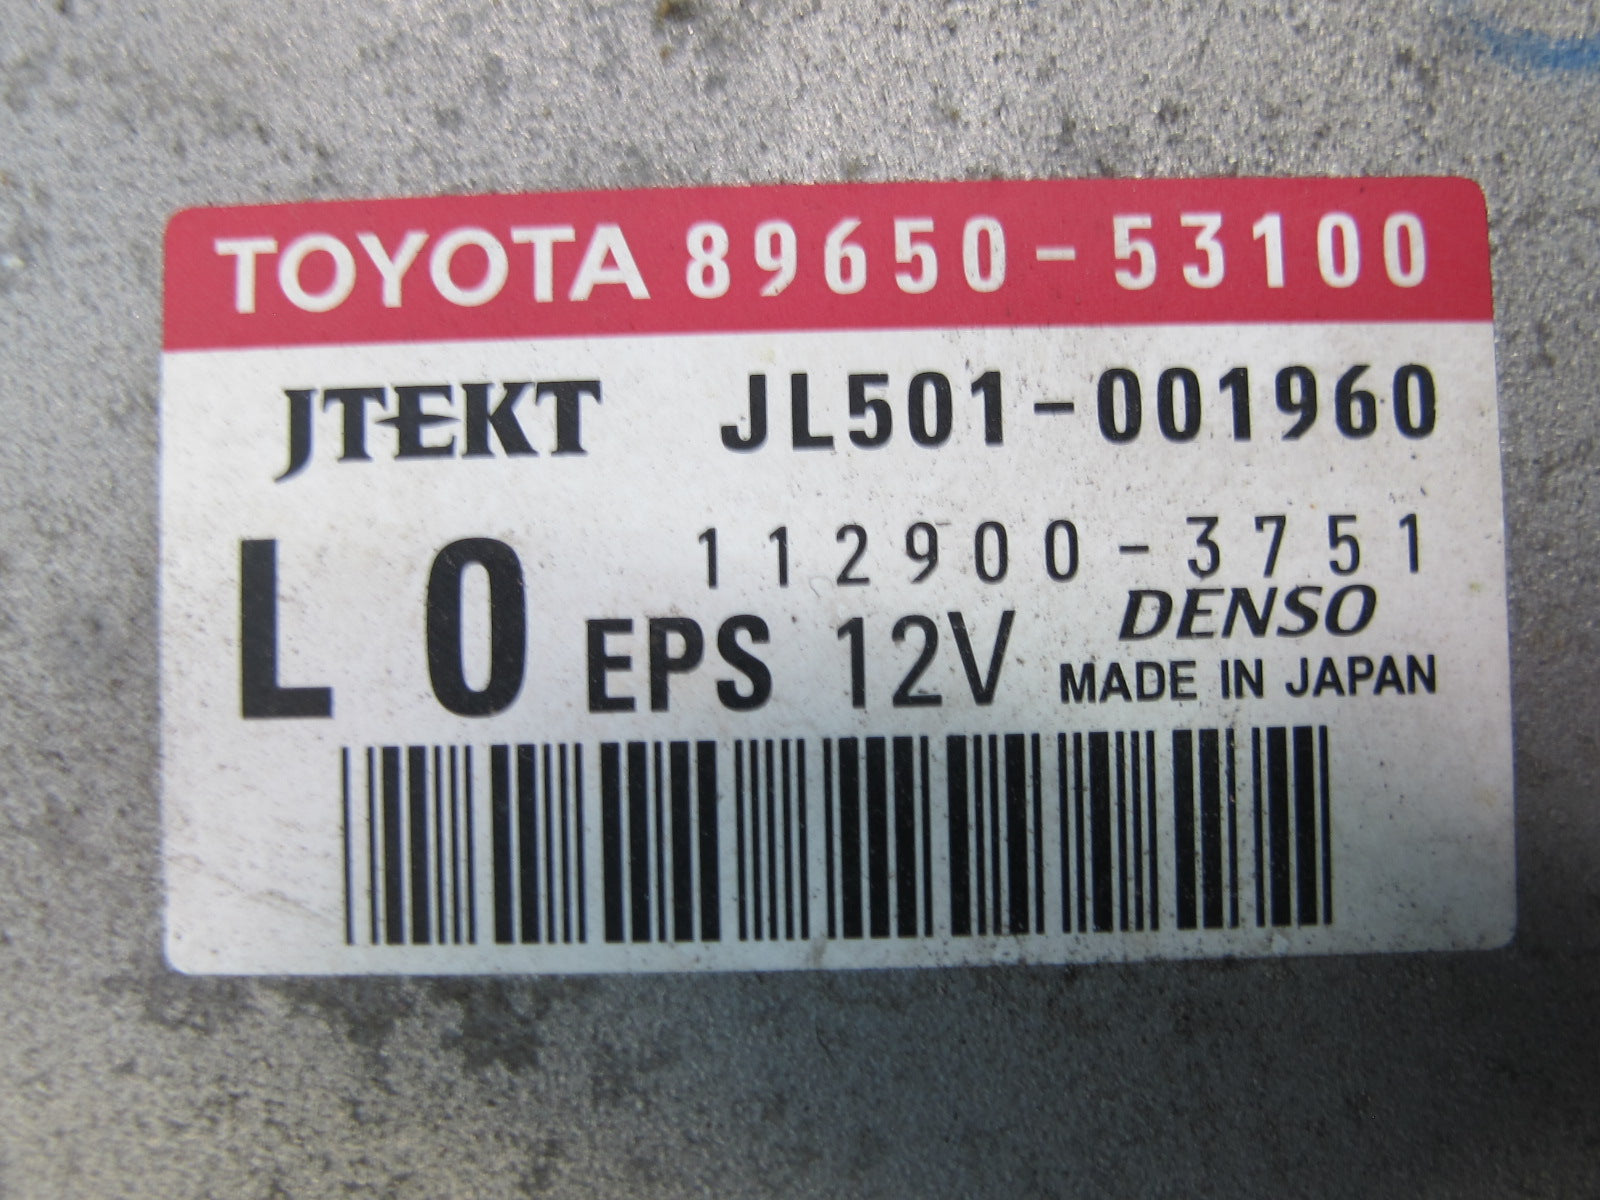 TOYOTA 89650-53100
JTEKT JL501-001960
112900-3751
L 0 EPS 12V DENSO
MADE IN JAPAN